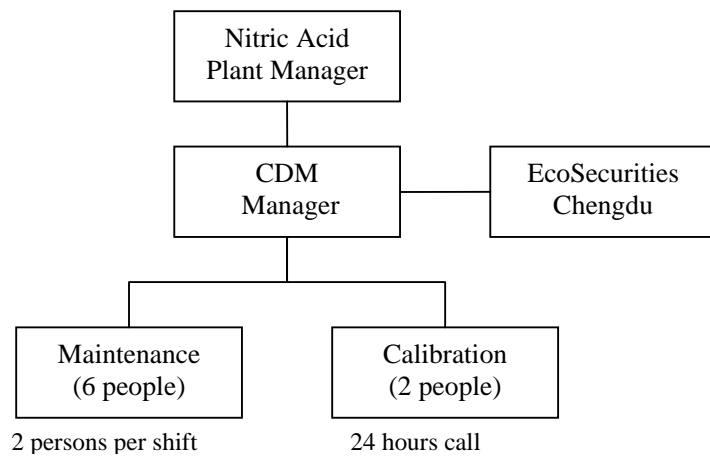 Nitric Acid
Plant Manager
CDM
Manager
EcoSecurities
Chengdu
Maintenance
(6 people)
Calibration
(2 people)
2 persons per shift
24 hours call